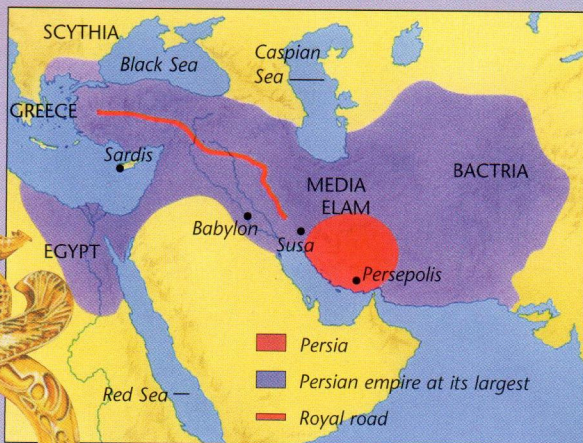 SCYTHIA
Black Sea
Caspian
Sea
GREECE
Sardis
MEDIA
ELAM
BACTRIA
Babylon
Susa
EGYPT
Persepolis
Persia
Persian empire at its largest
Red Sea
Royal road